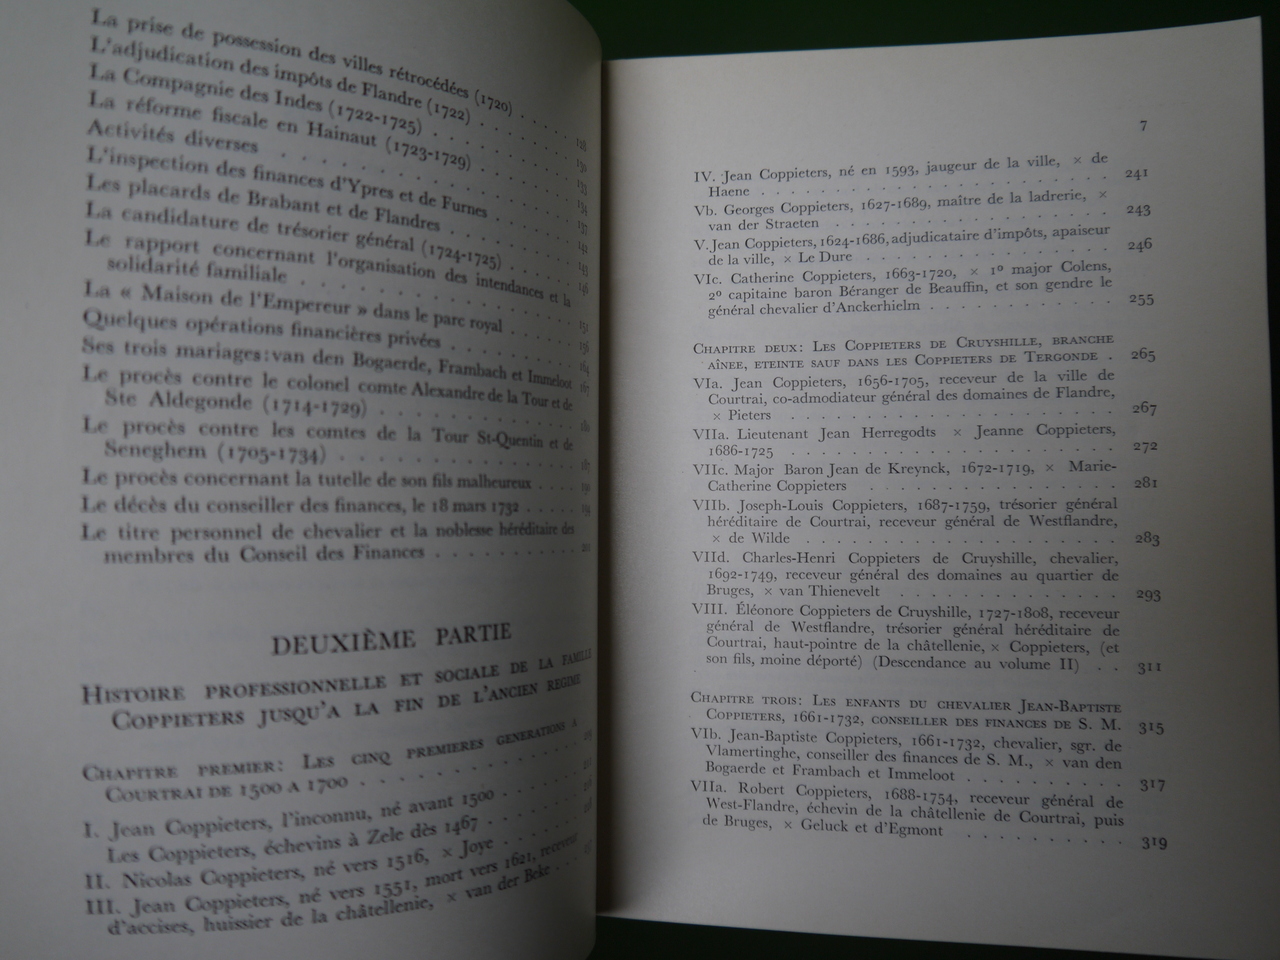 La prise de possession des villes rétrocédées (1720) . . . . 128
L'adjudication des impôts de Flandre (1722) . . . . . . 130
La Compagnie des Indes (1722-1725) . . . . . . . . 133
La réforme fiscale en Hainaut (1723-1729) . . . . . . 134
Activités diverses . . . . . . . . . . . . 137
L'inspection des finances d'Ypres et de Furnes . . . . . 141
Les placards de Brabant et de Flandres . . . . . . . 143
La candidature de trésorier général (1724-1725) . . . . . 146
Le rapport concernant l'organisation des intendances et la
solidarité familiale . . . . . . . . . . . 151
La « Maison de l'Empereur » dans le parc royal . . . . . 156
Quelques opérations financières privées . . . . . . . 164
Ses trois mariages: van den Bogaerde, Frambach et Immeloot 167
Le procès contre le colonel comte Alexandre de la Tour et de
Ste Aldegonde (1714-1729) . . . . . . . . .
Le procès contre les comtes de la Tour St-Quentin et de
Seneghem (1705-1734) . . . . . . . . . . 187
Le procès concernant la tutelle de son fils malheureux . . . .
Le décès du conseiller des finances, le 18 mars 1732 . . . .
Le titre personnel de chevalier et la noblesse héréditaire des
membres du Conseil des Finances . . . . . . . .
DEUXIÈME PARTIE
Histoire professionnelle et sociale de la famille
Coppieters jusqu'a la fin de l'ancien regime
Chapitre premier: Les cinq premieres generations a
Courtrai de 1500 a 1700 . . . . . . . . .
I. Jean Coppieters, l'inconnu, né avant 1500 . . . . . .
Les Coppieters, échevins à Zele dès 1467 . . . . . .
II. Nicolas Coppieters, né vers 1516, × Joye . . . . . .
III. Jean Coppieters, né vers 1551, mort vers 1621, receveur
d'accises, huissier de la châtellenie, × van der Beke . . .
7
IV. Jean Coppieters, né en 1593, jaugeur de la ville, × de
Haene . . . . . . . . . . . . . . 241
Vb. Georges Coppieters, 1627-1689, maître de la ladrerie, ×
van der Straeten . . . . . . . . . . . . 243
V. Jean Coppieters, 1624-1686, adjudicataire d'impôts, apaiseur
de la ville, × Le Dure . . . . . . . . . . 246
VIc. Catherine Coppieters, 1663-1720, × 1º major Colens,
2º capitaine baron Béranger de Beauffin, et son gendre le
général chevalier d'Anckerhielm . . . . . . . . 255
Chapitre deux: Les Coppieters de Cruyshille, branche
aînee, eteinte sauf dans les Coppieters de Tergonde . 265
VIa. Jean Coppieters, 1656-1705, receveur de la ville de
Courtrai, co-admodiateur général des domaines de Flandre,
× Pieters . . . . . . . . . . . . . 267
VIIa. Lieutenant Jean Herregodts × Jeanne Coppieters,
1686-1725 . . . . . . . . . . . . . 272
VIIc. Major Baron Jean de Kreynck, 1672-1719, × Marie-
Catherine Coppieters . . . . . . . . . . 281
VIIb. Joseph-Louis Coppieters, 1687-1759, trésorier général
héréditaire de Courtrai, receveur général de Westflandre,
× de Wilde . . . . . . . . . . . . 283
VIId. Charles-Henri Coppieters de Cruyshille, chevalier,
1692-1749, receveur général des domaines au quartier de
Bruges, × van Thienevelt . . . . . . . . . 293
VIII. Éléonore Coppieters de Cruyshille, 1727-1808, receveur
général de Westflandre, trésorier général héréditaire de
Courtrai, haut-pointre de la châtellenie, × Coppieters, (et
son fils, moine déporté) (Descendance au volume II) . . 311
Chapitre trois: Les enfants du chevalier Jean-Baptiste
Coppieters, 1661-1732, conseiller des finances de S. M. 315
VIb. Jean-Baptiste Coppieters, 1661-1732, chevalier, sgr. de
Vlamertinghe, conseiller des finances de S. M., × van den
Bogaerde et Frambach et Immeloot . . . . . . . 317
VIIa. Robert Coppieters, 1688-1754, receveur général de
West-Flandre, échevin de la châtellenie de Courtrai, puis
de Bruges, × Geluck et d'Egmont . . . . . . . 319